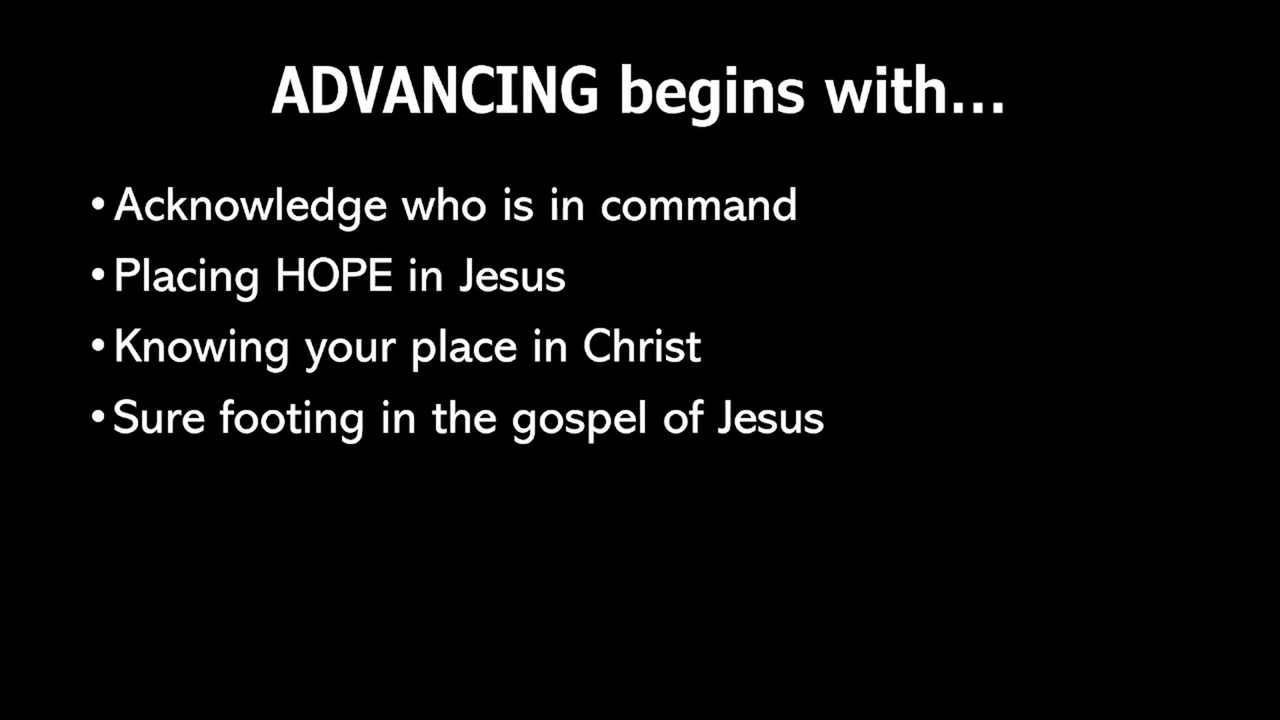 ADVANCING begins with...
• Acknowledge who is in command
• Placing HOPE in Jesus
• Knowing your place in Christ
• Sure footing in the gospel of Jesus